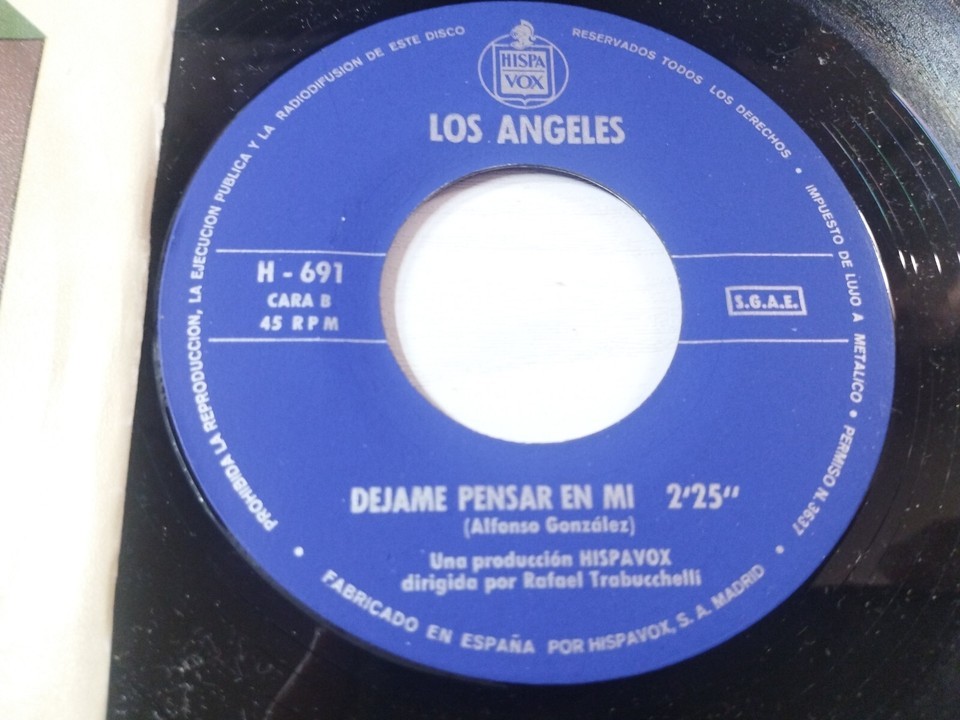 HISPA
VOX
LOS ANGELES
H - 691
CARA B
45 RPM
S.G.A.E.
DEJAME PENSAR EN MI 2'25"
(Alfonso González)
Una producción HISPAVOX
dirigida por Rafael Trabucchelli
PROHIBIDA LA REPRODUCCION, LA EJECUCION PUBLICA Y LA RADIODIFUSION DE ESTE DISCO
RESERVADOS TODOS LOS DERECHOS • IMPUESTO DE LUJO A METALICO • PERMISO N. 3637 •
• FABRICADO EN ESPAÑA POR HISPAVOX, S. A. MADRID